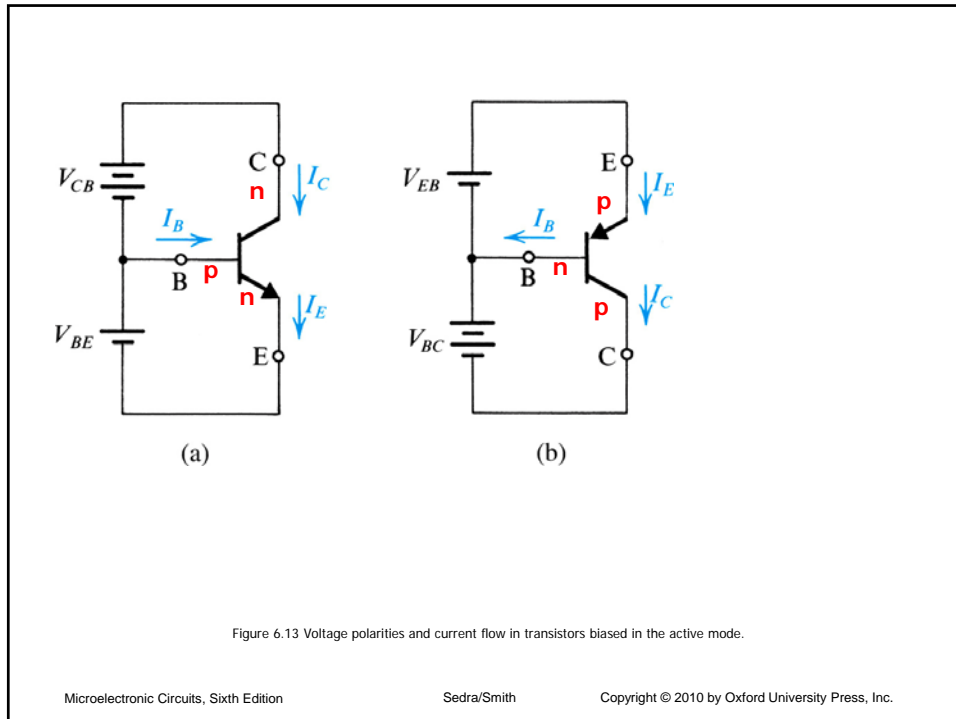 C
V_CB
I_C
n
I_B
B
p
n
I_E
V_BE
E
(a)
E
V_EB
I_E
p
I_B
B
n
p
I_C
V_BC
C
(b)
Figure 6.13 Voltage polarities and current flow in transistors biased in the active mode.
Microelectronic Circuits, Sixth Edition Sedra/Smith Copyright © 2010 by Oxford University Press, Inc.